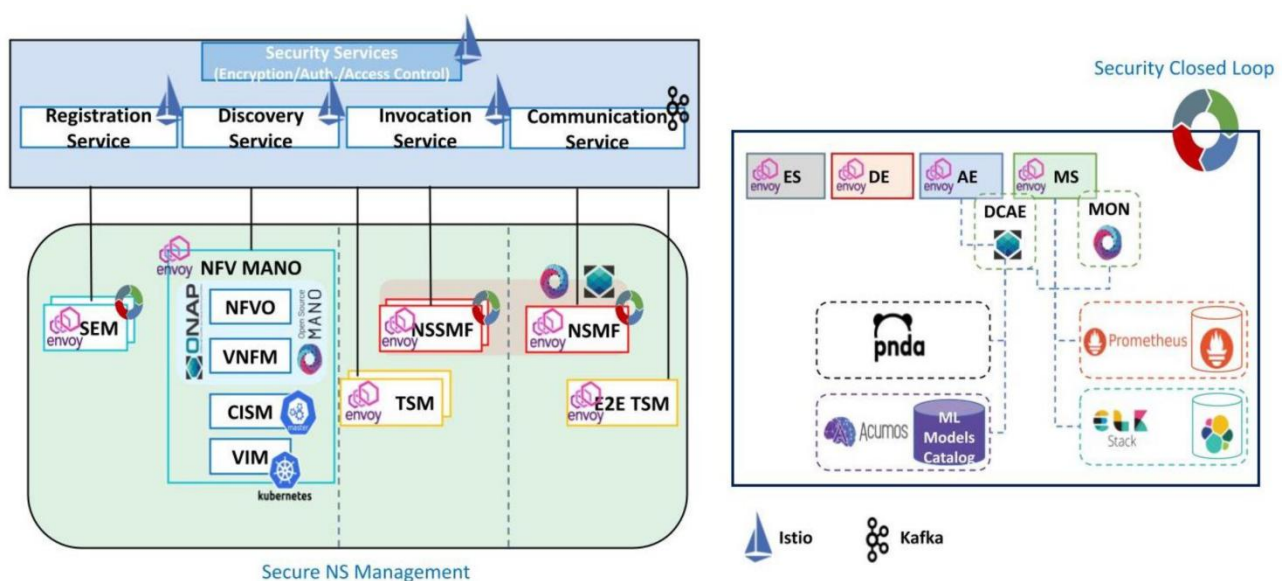 Security Services
(Encryption/Auth./Access Control)
Registration
Service
Discovery
Service
Invocation
Service
Communication
Service
envoy
NFV MANO
ONAP
NFVO
VNFM
Open Source
MANO
CISM
master
VIM
kubernetes
envoy
SEM
envoy
NSSMF
envoy
NSMF
envoy
TSM
envoy
E2E TSM
Secure NS Management
Security Closed Loop
envoy
ES
envoy
DE
envoy
AE
envoy
MS
DCAE
MON
pnda
Prometheus
Acumos
ML
Models
Catalog
ELK
Stack
Istio
Kafka